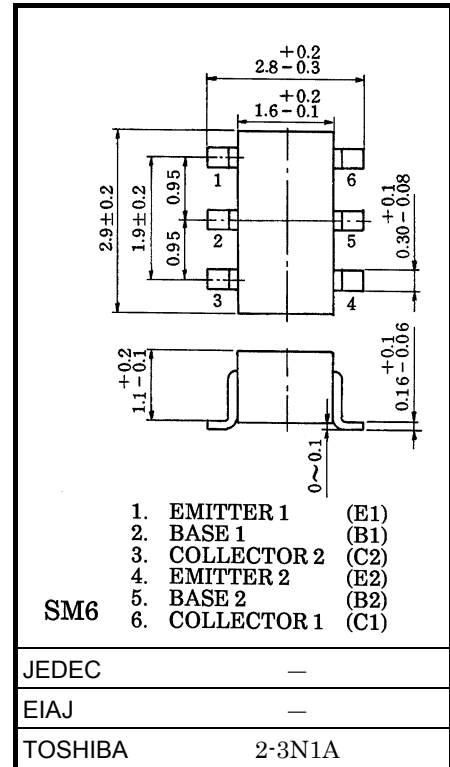 +0.2
2.8-0.3
+0.2
1.6-0.1
1
6
2.9±0.2
1.9±0.2
0.95
0.95
2
5
+0.1
0.30-0.08
3
4
+0.2
1.1-0.1
+0.1
0.16-0.06
0~0.1
1. EMITTER 1 (E1)
2. BASE 1 (B1)
3. COLLECTOR 2 (C2)
4. EMITTER 2 (E2)
5. BASE 2 (B2)
SM6 6. COLLECTOR 1 (C1)
JEDEC —
EIAJ —
TOSHIBA 2-3N1A